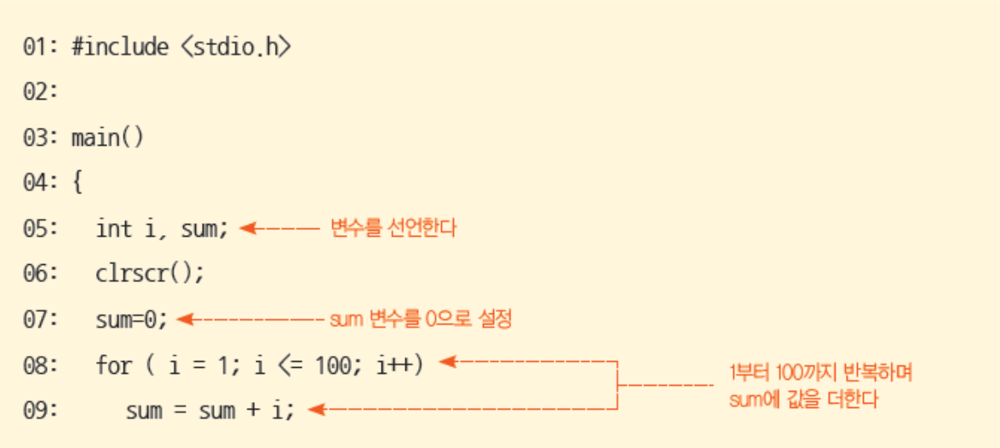 01: #include <stdio.h>
02:
03: main()
04: {
05: int i, sum; 변수를 선언한다
06: clrscr();
07: sum=0; sum 변수를 0으로 설정
08: for ( i = 1; i <= 100; i++)
1부터 100까지 반복하며
sum에 값을 더한다
09: sum = sum + i;